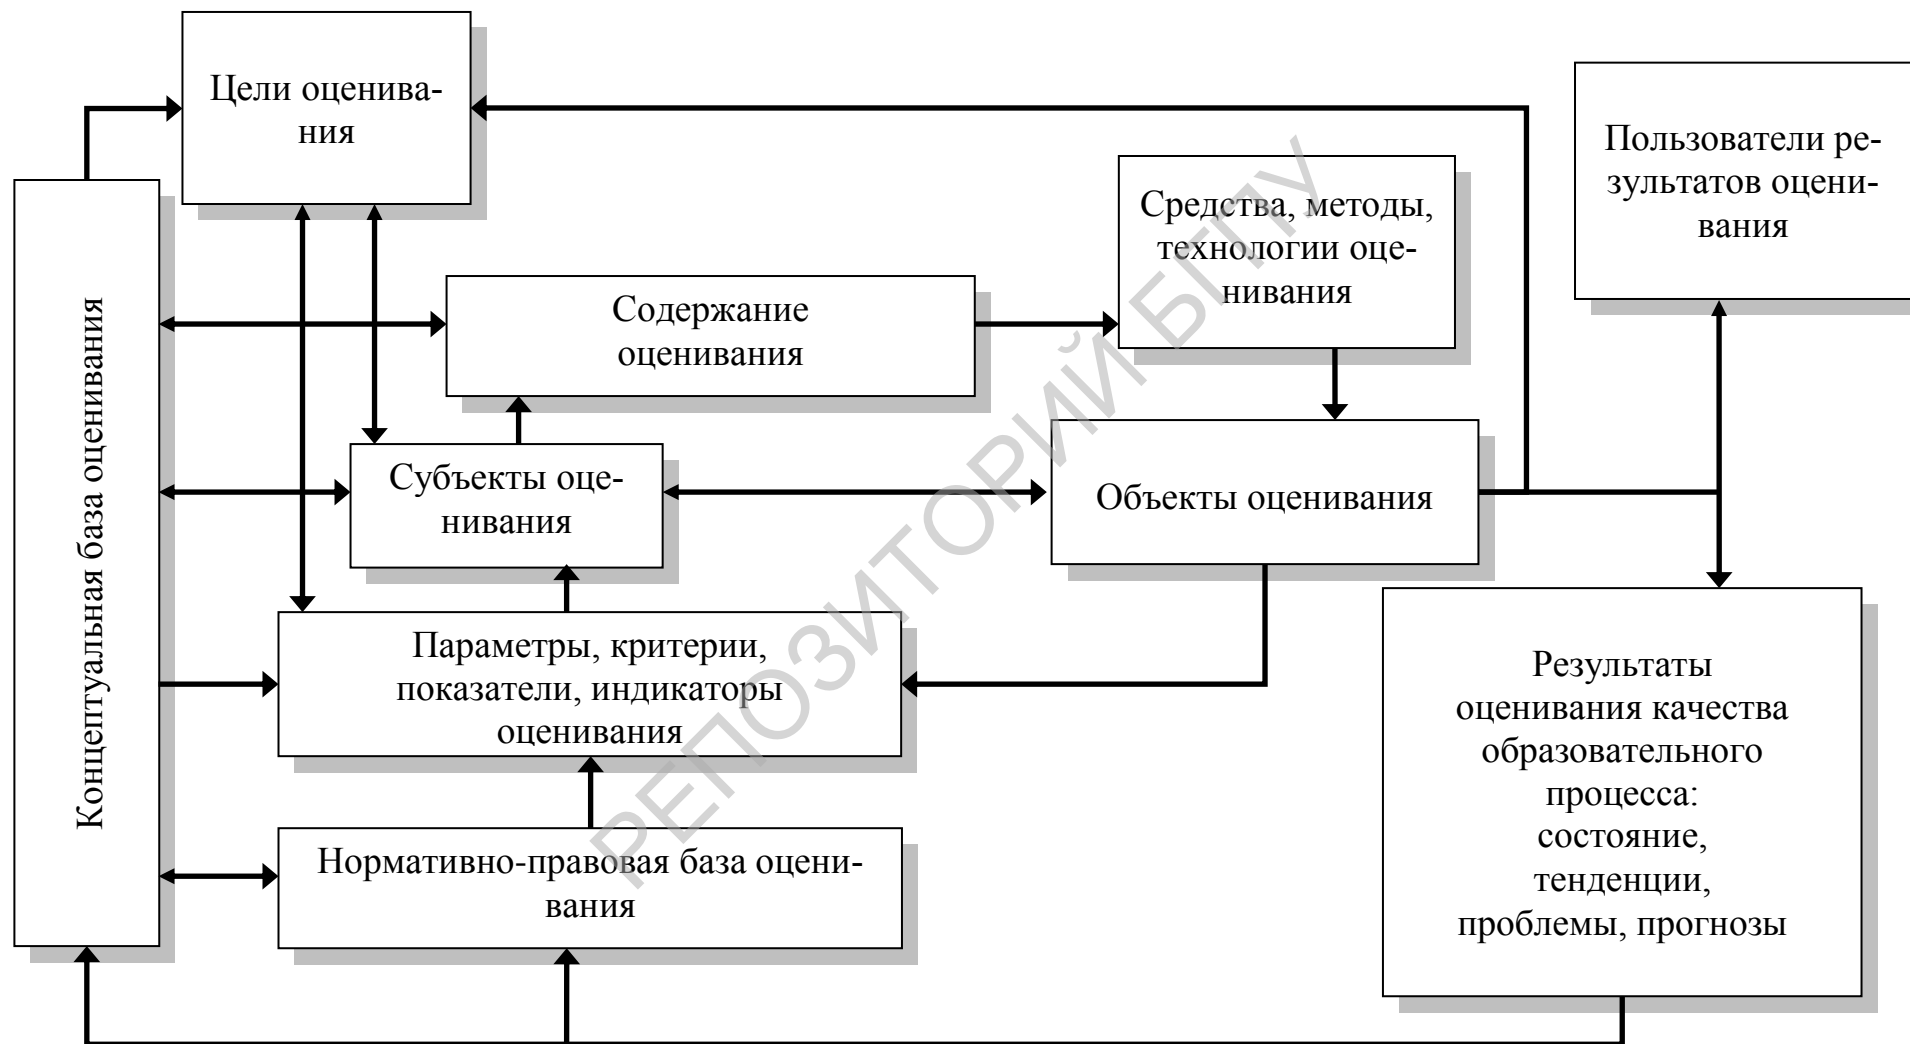 Цели оценива-
ния
Пользователи ре-
зультатов оцени-
вания
Средства, методы,
технологии оце-
нивания
Концептуальная база оценивания
Содержание
оценивания
Субъекты оце-
нивания
Объекты оценивания
Параметры, критерии,
показатели, индикаторы
оценивания
Результаты
оценивания качества
образовательного
процесса:
состояние,
тенденции,
проблемы, прогнозы
Нормативно-правовая база оцени-
вания
РЕПОЗИТОРИЙ БГПУ